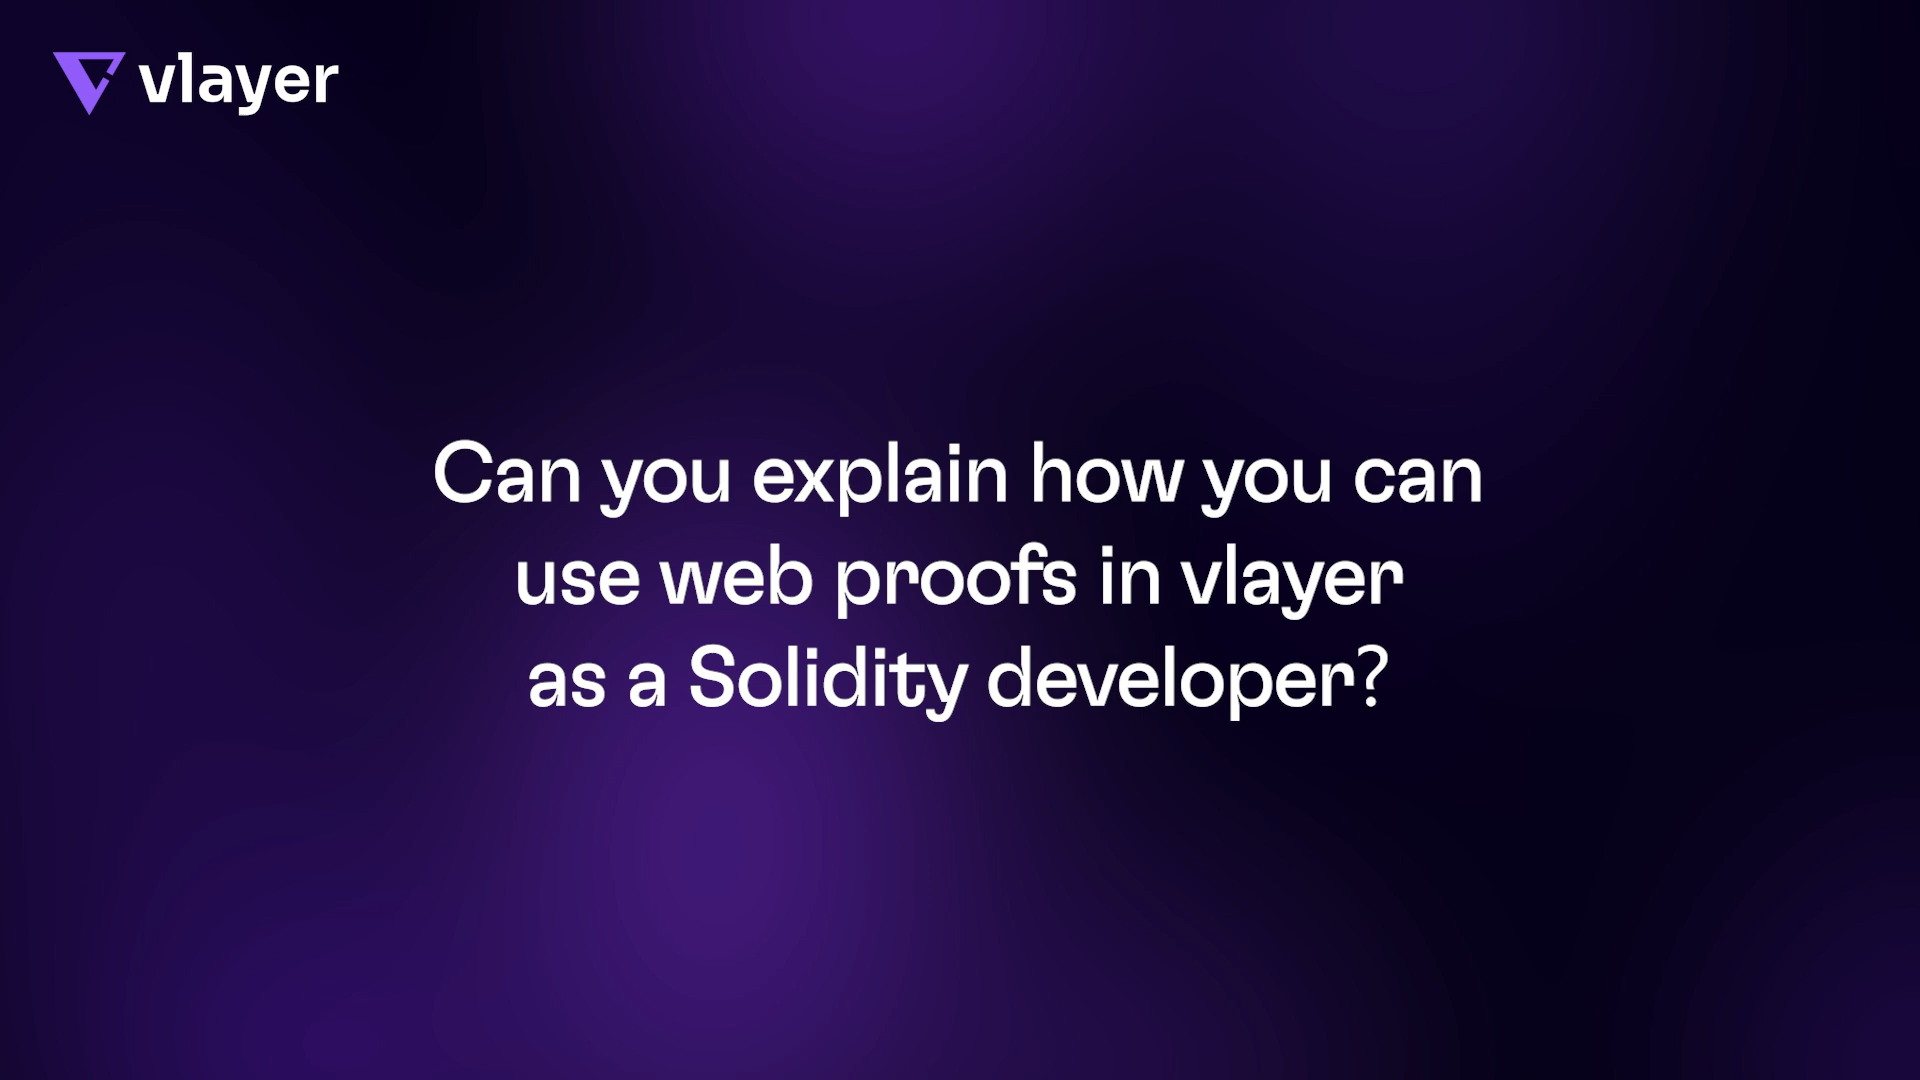 vlayer
Can you explain how you can
use web proofs in vlayer
as a Solidity developer?